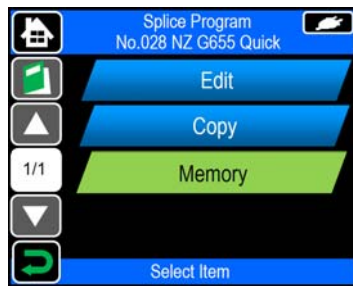 Splice Program
No.028 NZ G655 Quick
Edit
Copy
1/1
Memory
Select Item